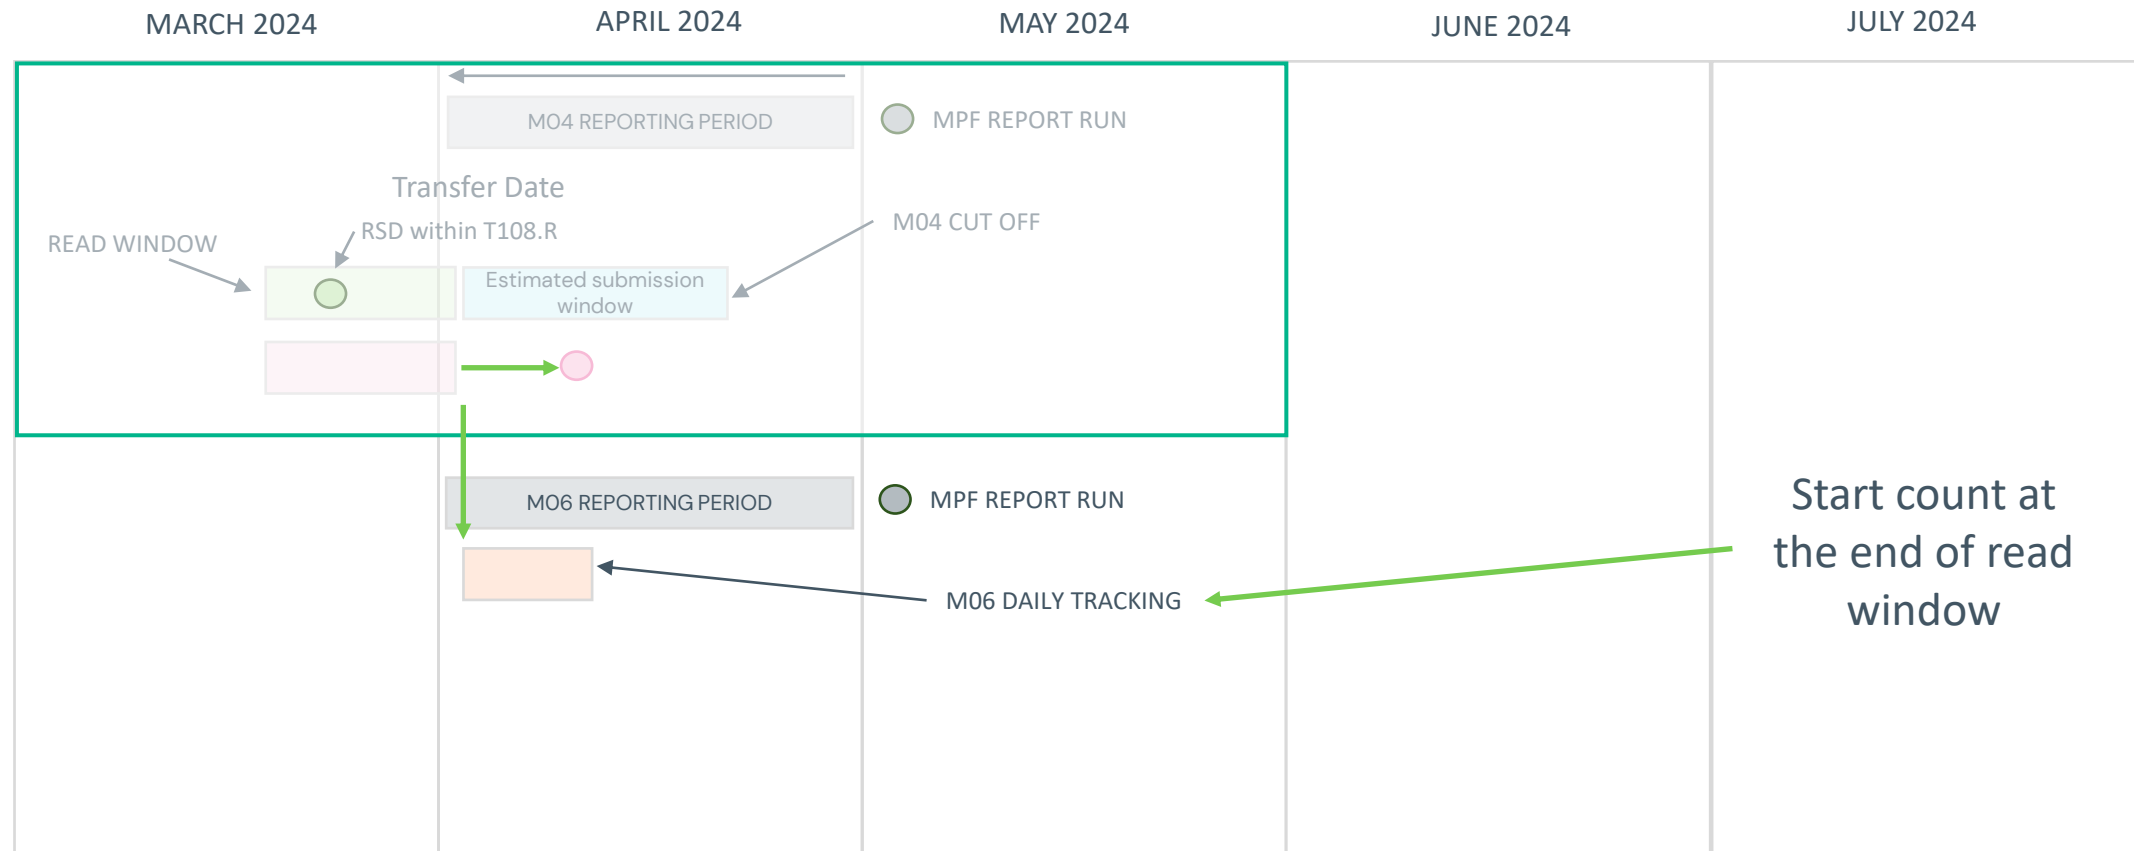 MARCH 2024
APRIL 2024
MAY 2024
JUNE 2024
JULY 2024
M04 REPORTING PERIOD
MPF REPORT RUN
Transfer Date
RSD within T108.R
READ WINDOW
M04 CUT OFF
Estimated submission
window
M06 REPORTING PERIOD
MPF REPORT RUN
M06 DAILY TRACKING
Start count at
the end of read
window